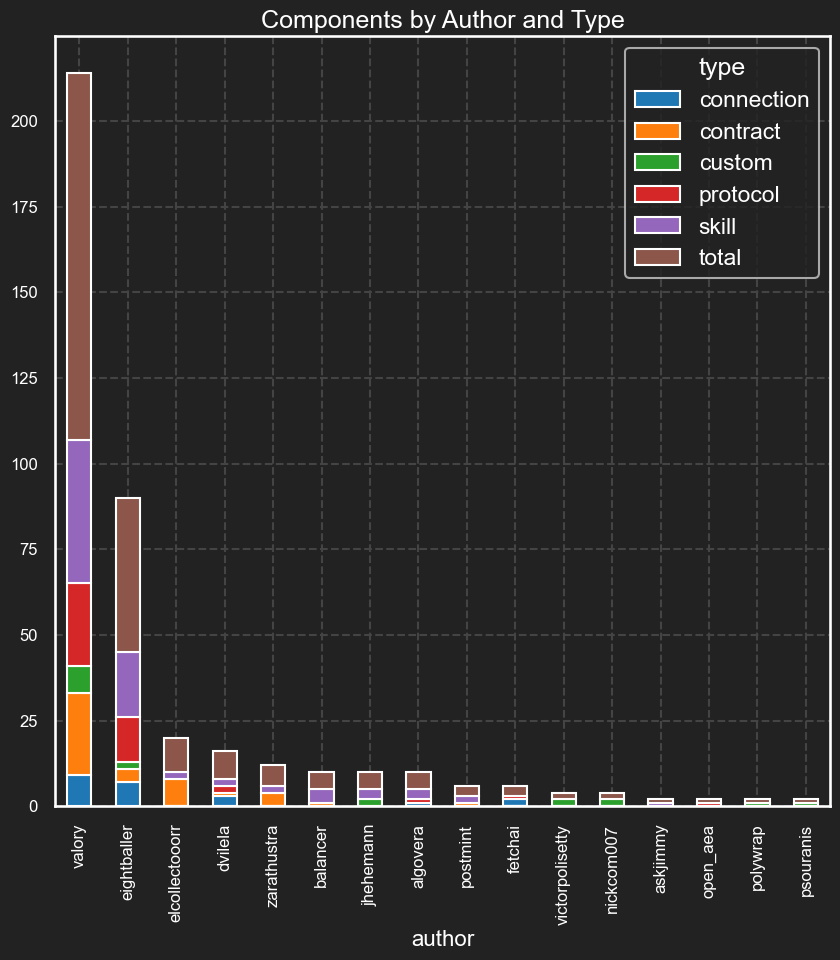 Components by Author and Type
type
connection
contract
custom
protocol
skill
total
200
175
150
125
100
75
50
25
0
valory
eightballer
elcollectooorr
dvilela
zarathustra
balancer
jhehemann
algovera
postmint
fetchai
victorpolisetty
nickcom007
askjimmy
open_aea
polywrap
psouranis
author